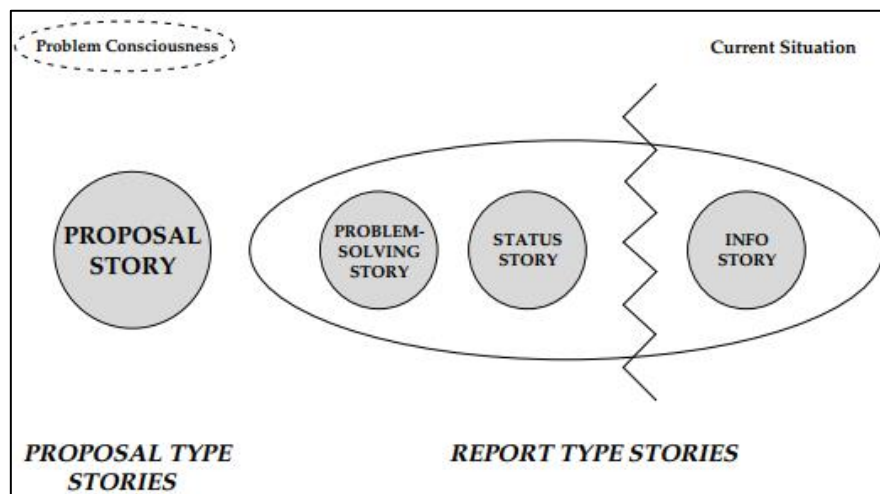 Problem Consciousness
Current Situation
PROPOSAL
STORY
PROBLEM-
SOLVING
STORY
STATUS
STORY
INFO
STORY
PROPOSAL TYPE
STORIES
REPORT TYPE STORIES